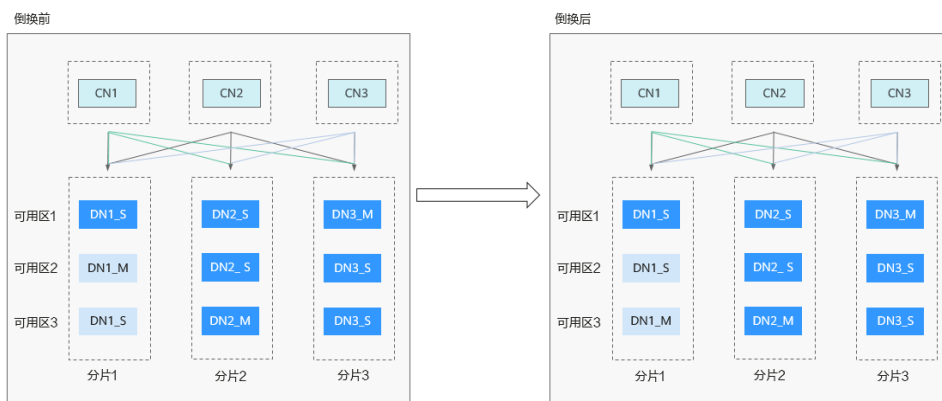 倒换前
CN1
CN2
CN3
可用区1
DN1_S
DN2_S
DN3_M
可用区2
DN1_M
DN2_ S
DN3_S
可用区3
DN1_S
DN2_M
DN3_S
分片1
分片2
分片3
倒换后
CN1
CN2
CN3
可用区1
DN1_S
DN2_S
DN3_M
可用区2
DN1_S
DN2_ S
DN3_S
可用区3
DN1_M
DN2_M
DN3_S
分片1
分片2
分片3